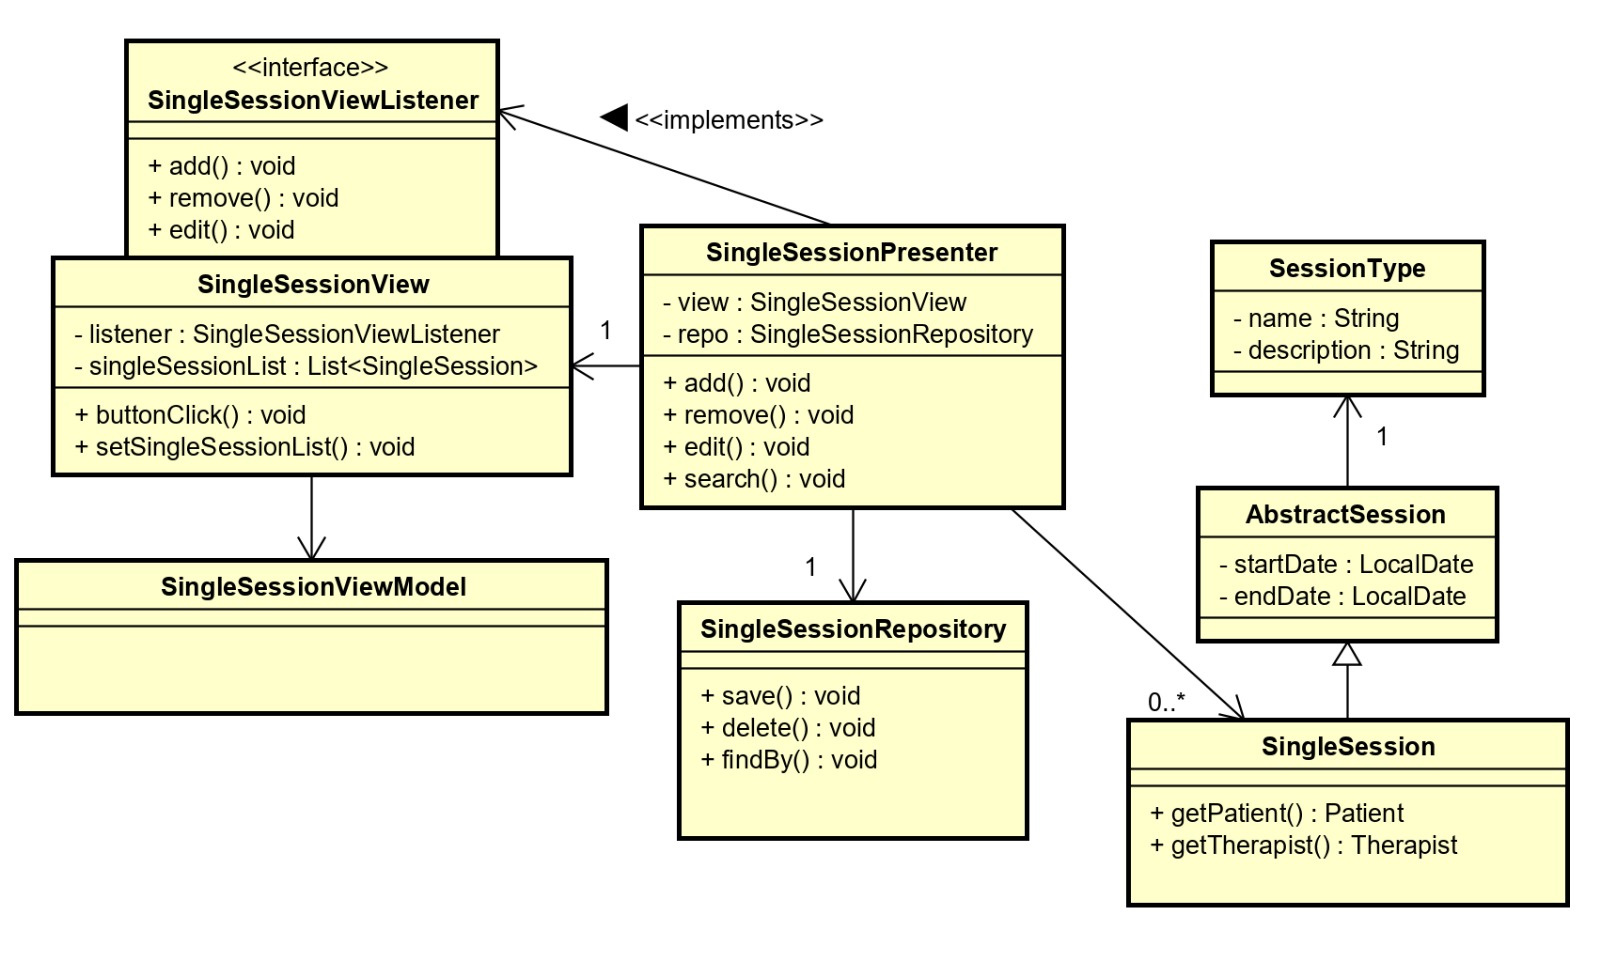 <<interface>>
SingleSessionViewListener
+ add() : void
+ remove() : void
+ edit() : void
<<implements>>
SingleSessionView
- listener : SingleSessionViewListener
- singleSessionList : List<SingleSession>
+ buttonClick() : void
+ setSingleSessionList() : void
1
SingleSessionPresenter
- view : SingleSessionView
- repo : SingleSessionRepository
+ add() : void
+ remove() : void
+ edit() : void
+ search() : void
SessionType
- name : String
- description : String
1
AbstractSession
- startDate : LocalDate
- endDate : LocalDate
SingleSessionViewModel
1
SingleSessionRepository
+ save() : void
+ delete() : void
+ findBy() : void
0..*
SingleSession
+ getPatient() : Patient
+ getTherapist() : Therapist